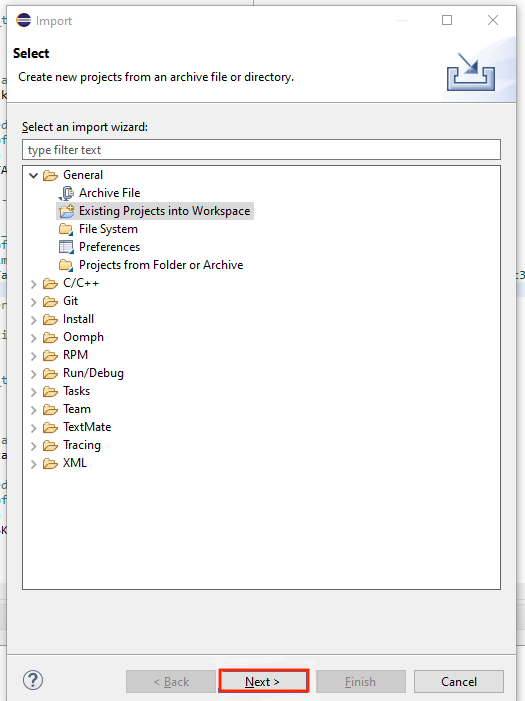 Import
Select
Create new projects from an archive file or directory.
Select an import wizard:
type filter text
General
Archive File
Existing Projects into Workspace
File System
Preferences
Projects from Folder or Archive
C/C++
Git
Install
Oomph
RPM
Run/Debug
Tasks
Team
TextMate
Tracing
XML
?
< Back
Next >
Finish
Cancel